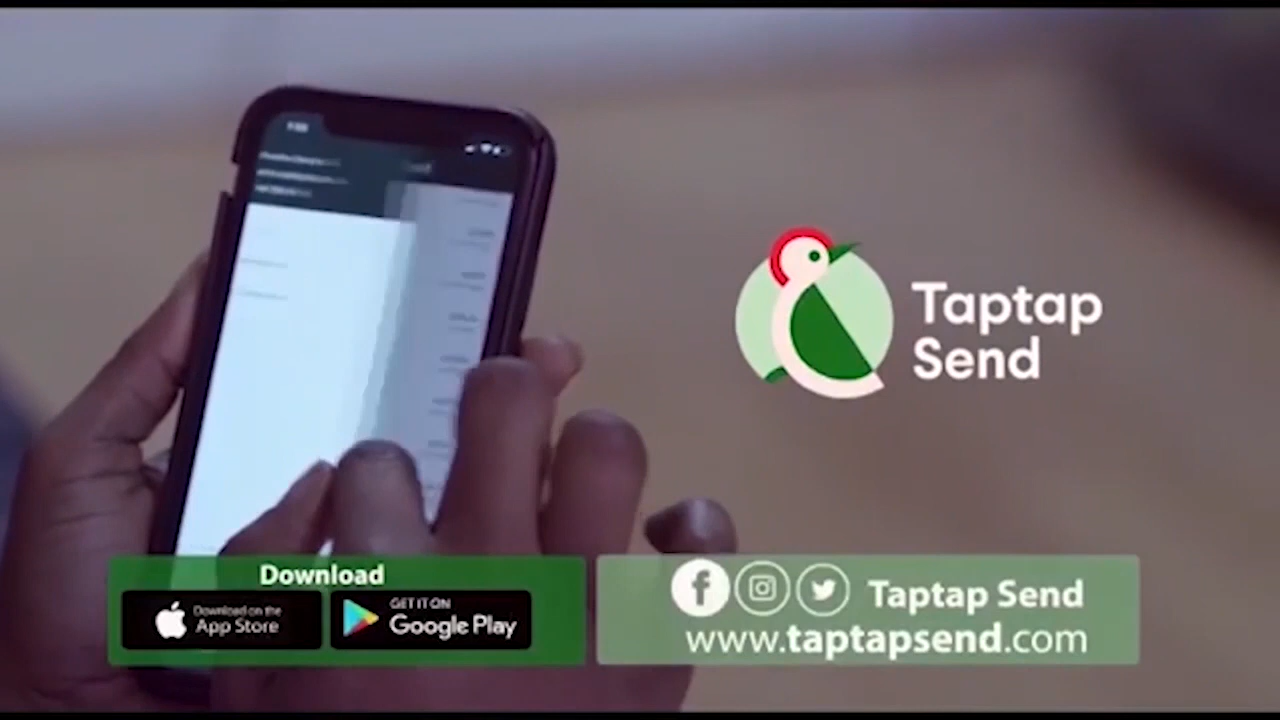 Taptap
Send
Download
Download on the
App Store
GET IT ON
Google Play
Taptap Send
www.taptapsend.com